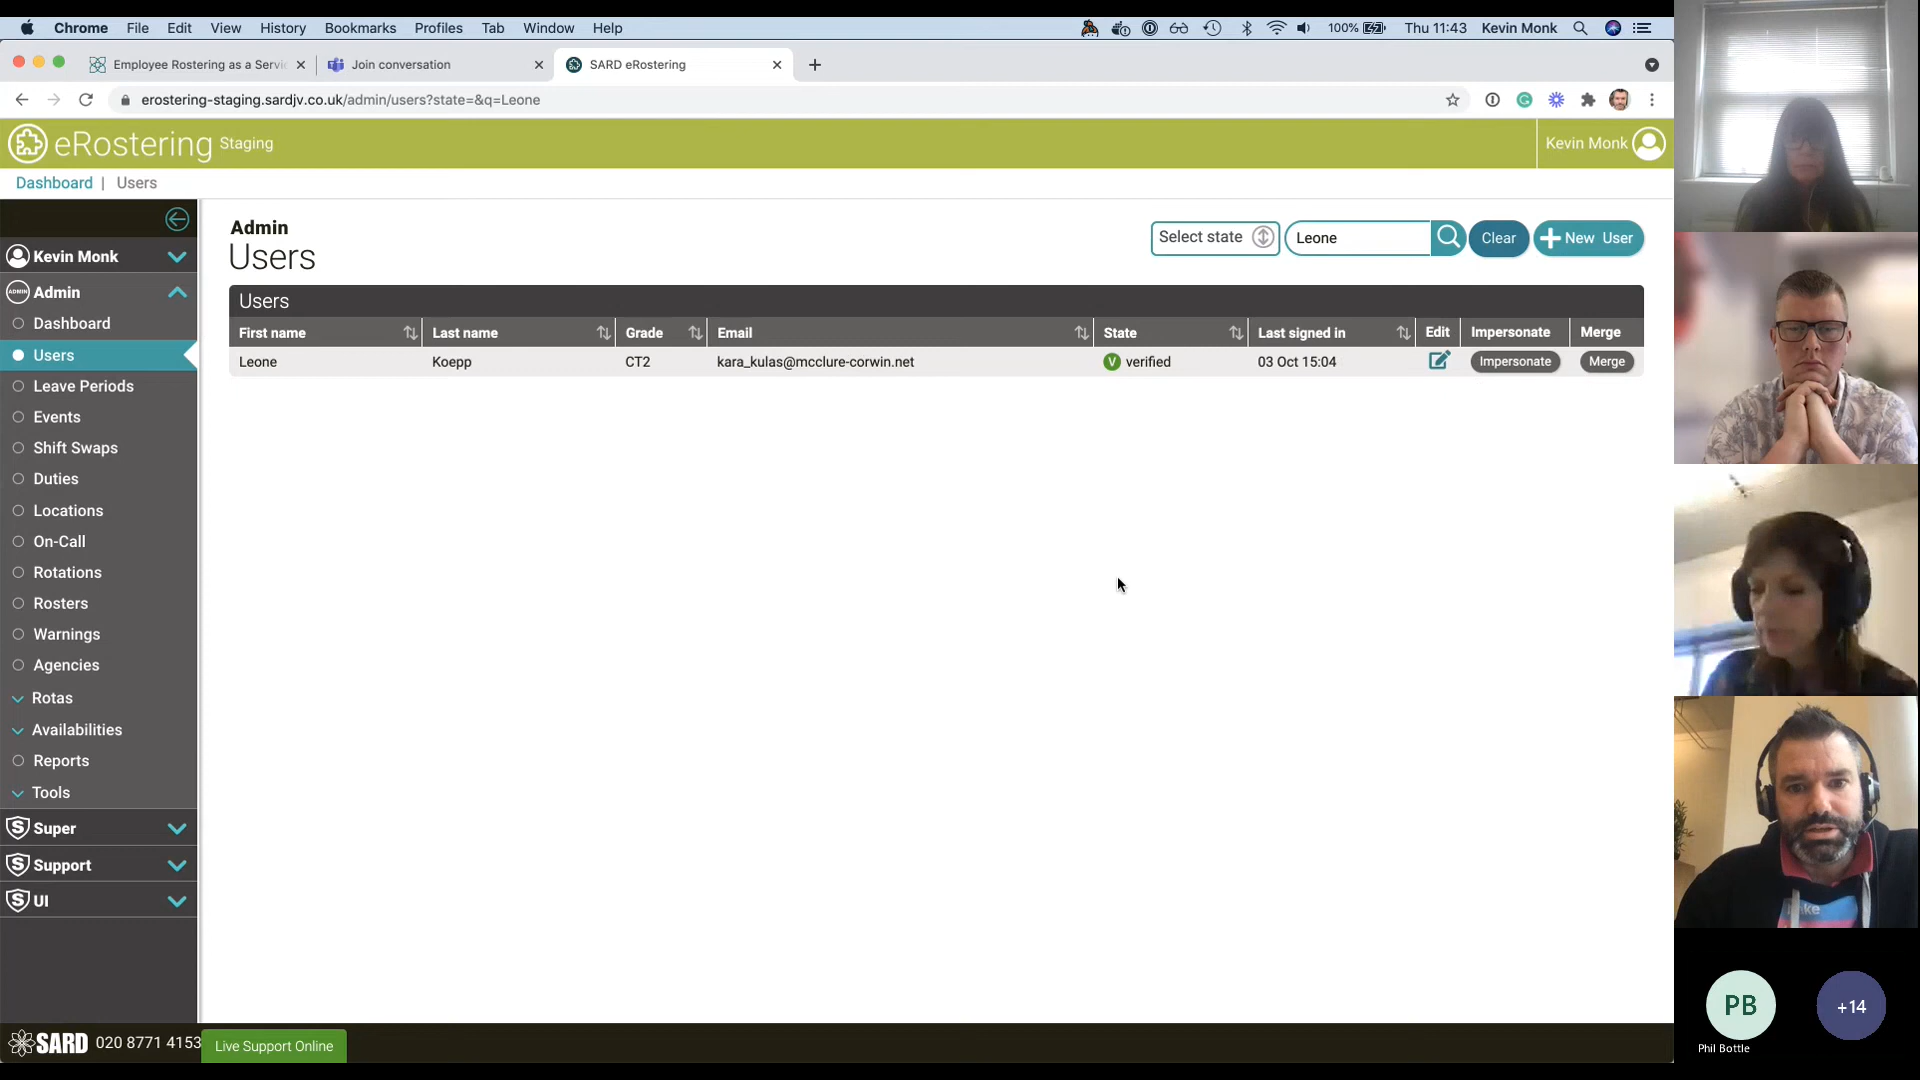 Chrome File Edit View History Bookmarks Profiles Tab Window Help 100% Thu 11:43 Kevin Monk
Employee Rostering as a Servic Join conversation SARD eRostering
erostering-staging.sardjv.co.uk/admin/users?state=&q=Leone
eRostering Staging Kevin Monk
Dashboard | Users
Kevin Monk
ADMIN Admin
Dashboard
Users
Leave Periods
Events
Shift Swaps
Duties
Locations
On-Call
Rotations
Rosters
Warnings
Agencies
Rotas
Availabilities
Reports
Tools
S Super
S Support
S UI
Admin
Users
Select state Leone Clear New User
Users
First name Last name Grade Email State Last signed in Edit Impersonate Merge
Leone Koepp CT2 kara_kulas@mcclure-corwin.net V verified 03 Oct 15:04 Impersonate Merge
SARD 020 8771 4153 Live Support Online
PB +14
Phil Bottle